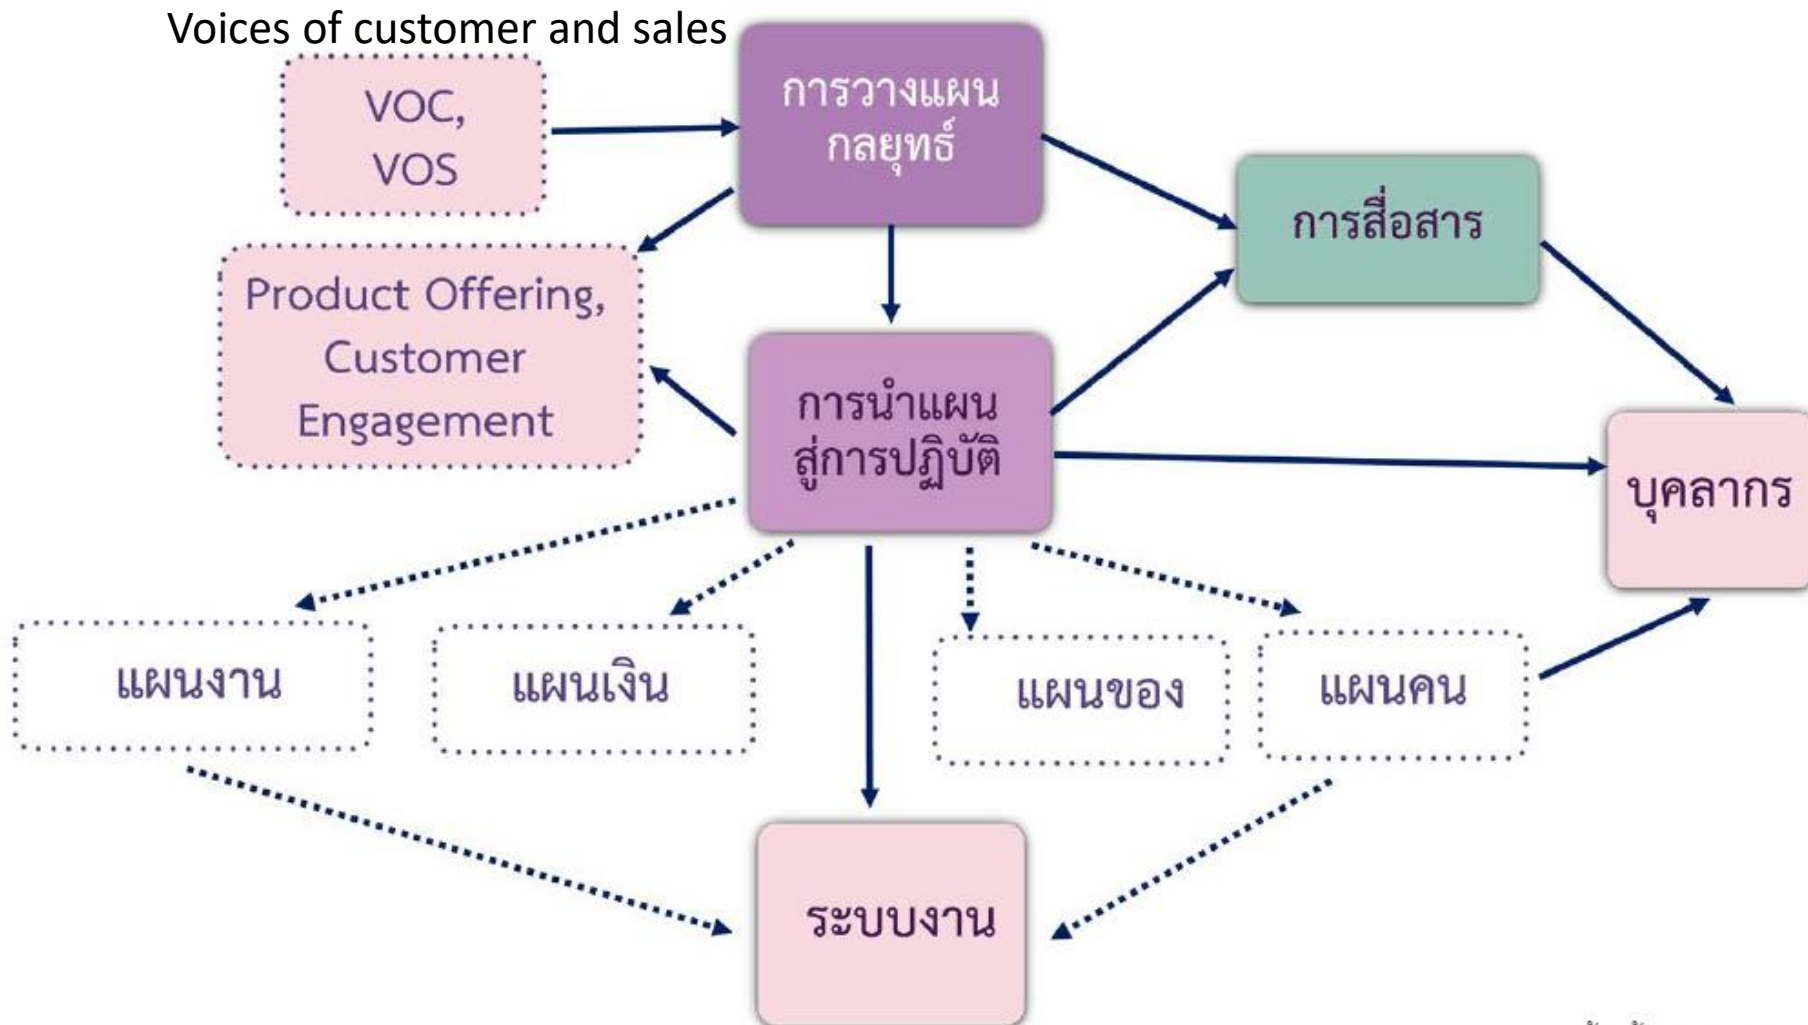 Voices of customer and sales
VOC,
VOS
การวางแผน
กลยุทธ์
การสื่อสาร
Product Offering,
Customer
Engagement
การนำแผน
สู่การปฏิบัติ
บุคลากร
แผนงาน
แผนเงิน
แผนของ
แผนคน
ระบบงาน